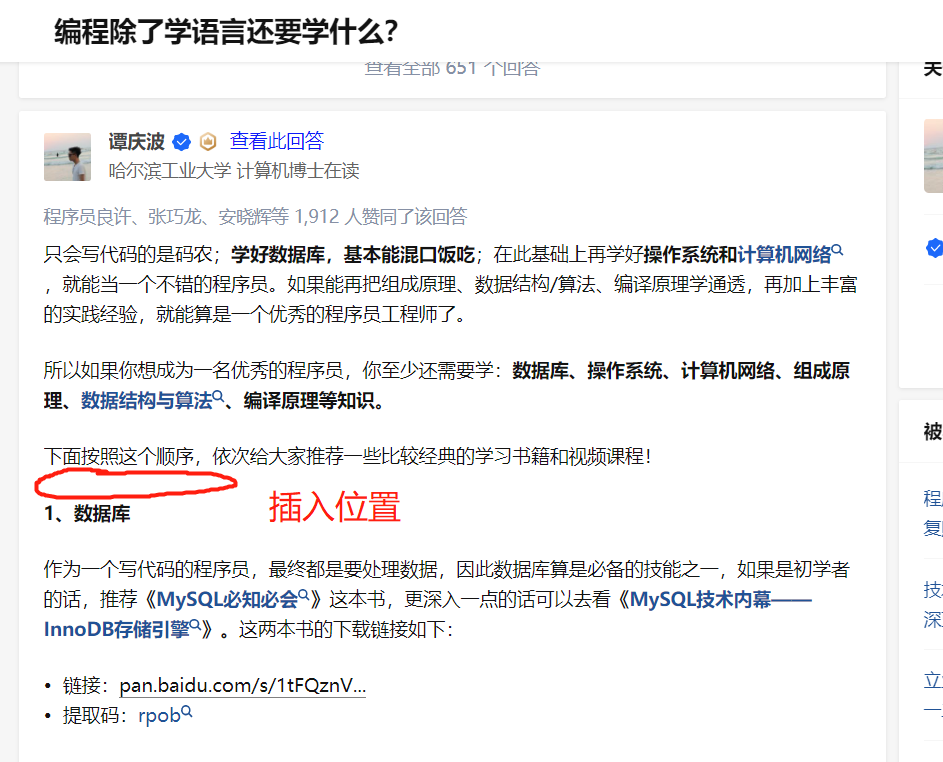 编程除了学语言还要学什么？
查看全部 651 个回答
关
谭庆波 查看此回答
哈尔滨工业大学 计算机博士在读
程序员良许、张巧龙、安晓辉等 1,912 人赞同了该回答
只会写代码的是码农；学好数据库，基本能混口饭吃；在此基础上再学好操作系统和计算机网络
，就能当一个不错的程序员。如果能再把组成原理、数据结构/算法、编译原理学通透，再加上丰富
的实践经验，就能算是一个优秀的程序员工程师了。
所以如果你想成为一名优秀的程序员，你至少还需要学：数据库、操作系统、计算机网络、组成原
理、数据结构与算法、编译原理等知识。
被
下面按照这个顺序，依次给大家推荐一些比较经典的学习书籍和视频课程！
插入位置
1、数据库
作为一个写代码的程序员，最终都是要处理数据，因此数据库算是必备的技能之一，如果是初学者
的话，推荐《MySQL必知必会》这本书，更深入一点的话可以去看《MySQL技术内幕——
InnoDB存储引擎》。这两本书的下载链接如下：
• 链接：pan.baidu.com/s/1tFQznV...
• 提取码：rpob